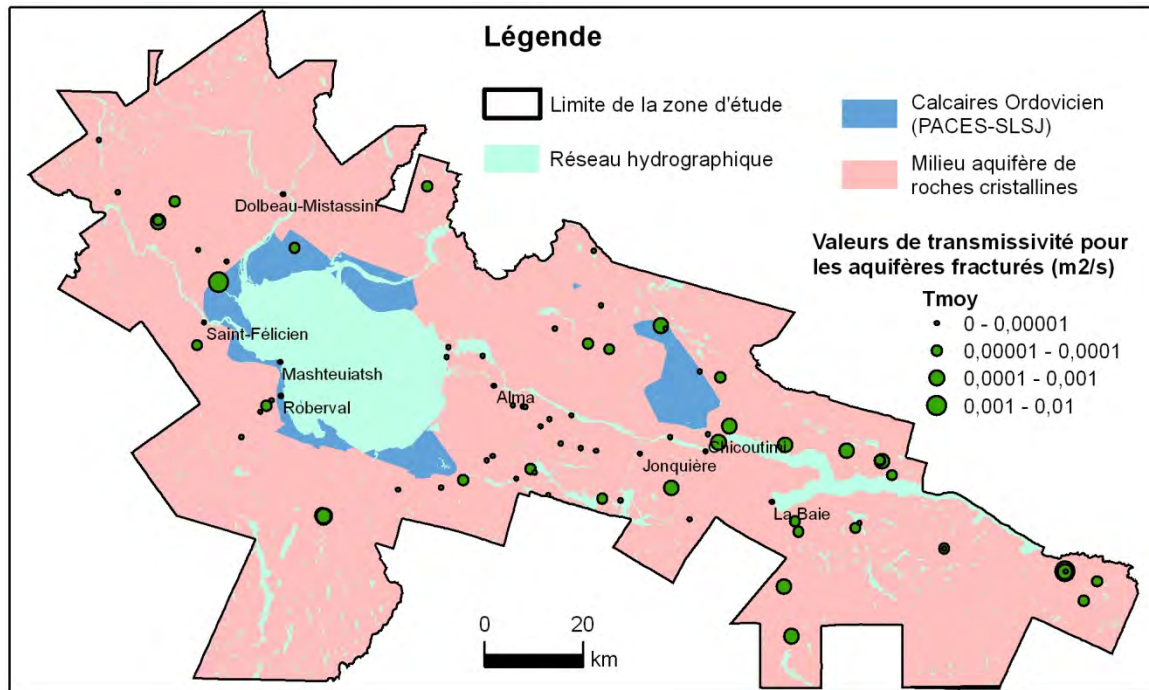 Légende
Limite de la zone d'étude
Réseau hydrographique
Calcaires Ordovicien
(PACES-SLSJ)
Milieu aquifère de
roches cristallines
Valeurs de transmissivité pour
les aquifères fracturés (m2/s)
Tmoy
0 - 0,00001
0,00001 - 0,0001
0,0001 - 0,001
0,001 - 0,01
Dolbeau-Mistassini
Saint-Félicien
Mashteuiatsh
Roberval
Alma
Chicoutimi
Jonquière
La Baie
0 20
km